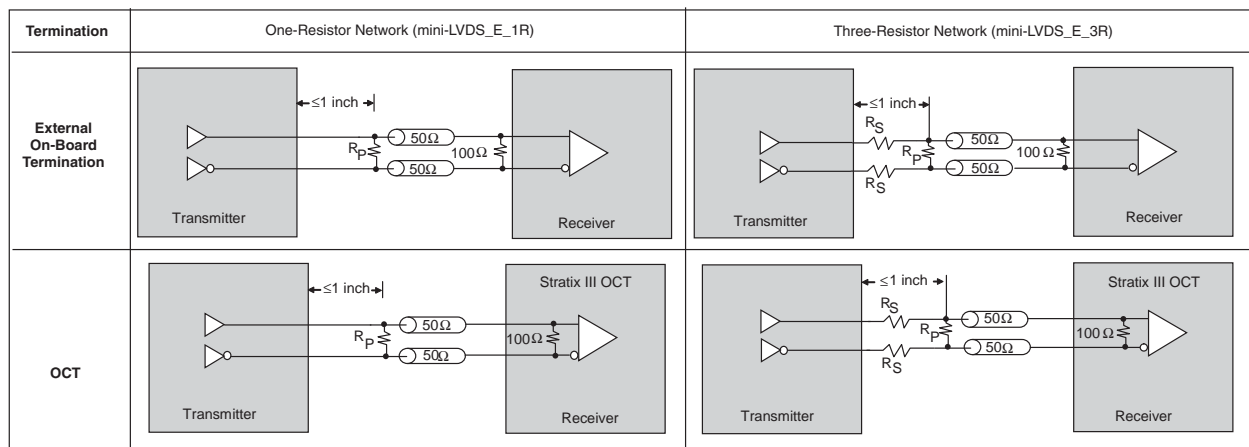 Termination
One-Resistor Network (mini-LVDS_E_1R)
Three-Resistor Network (mini-LVDS_E_3R)
External
On-Board
Termination
≤1 inch
50Ω
RP
100Ω
50Ω
Transmitter
Receiver
≤1 inch
RS
50Ω
RP
100Ω
50Ω
RS
Transmitter
Receiver
OCT
Stratix III OCT
≤1 inch
50Ω
RP
100Ω
50Ω
Transmitter
Receiver
Stratix III OCT
≤1 inch
RS
50Ω
RP
100Ω
50Ω
RS
Transmitter
Receiver